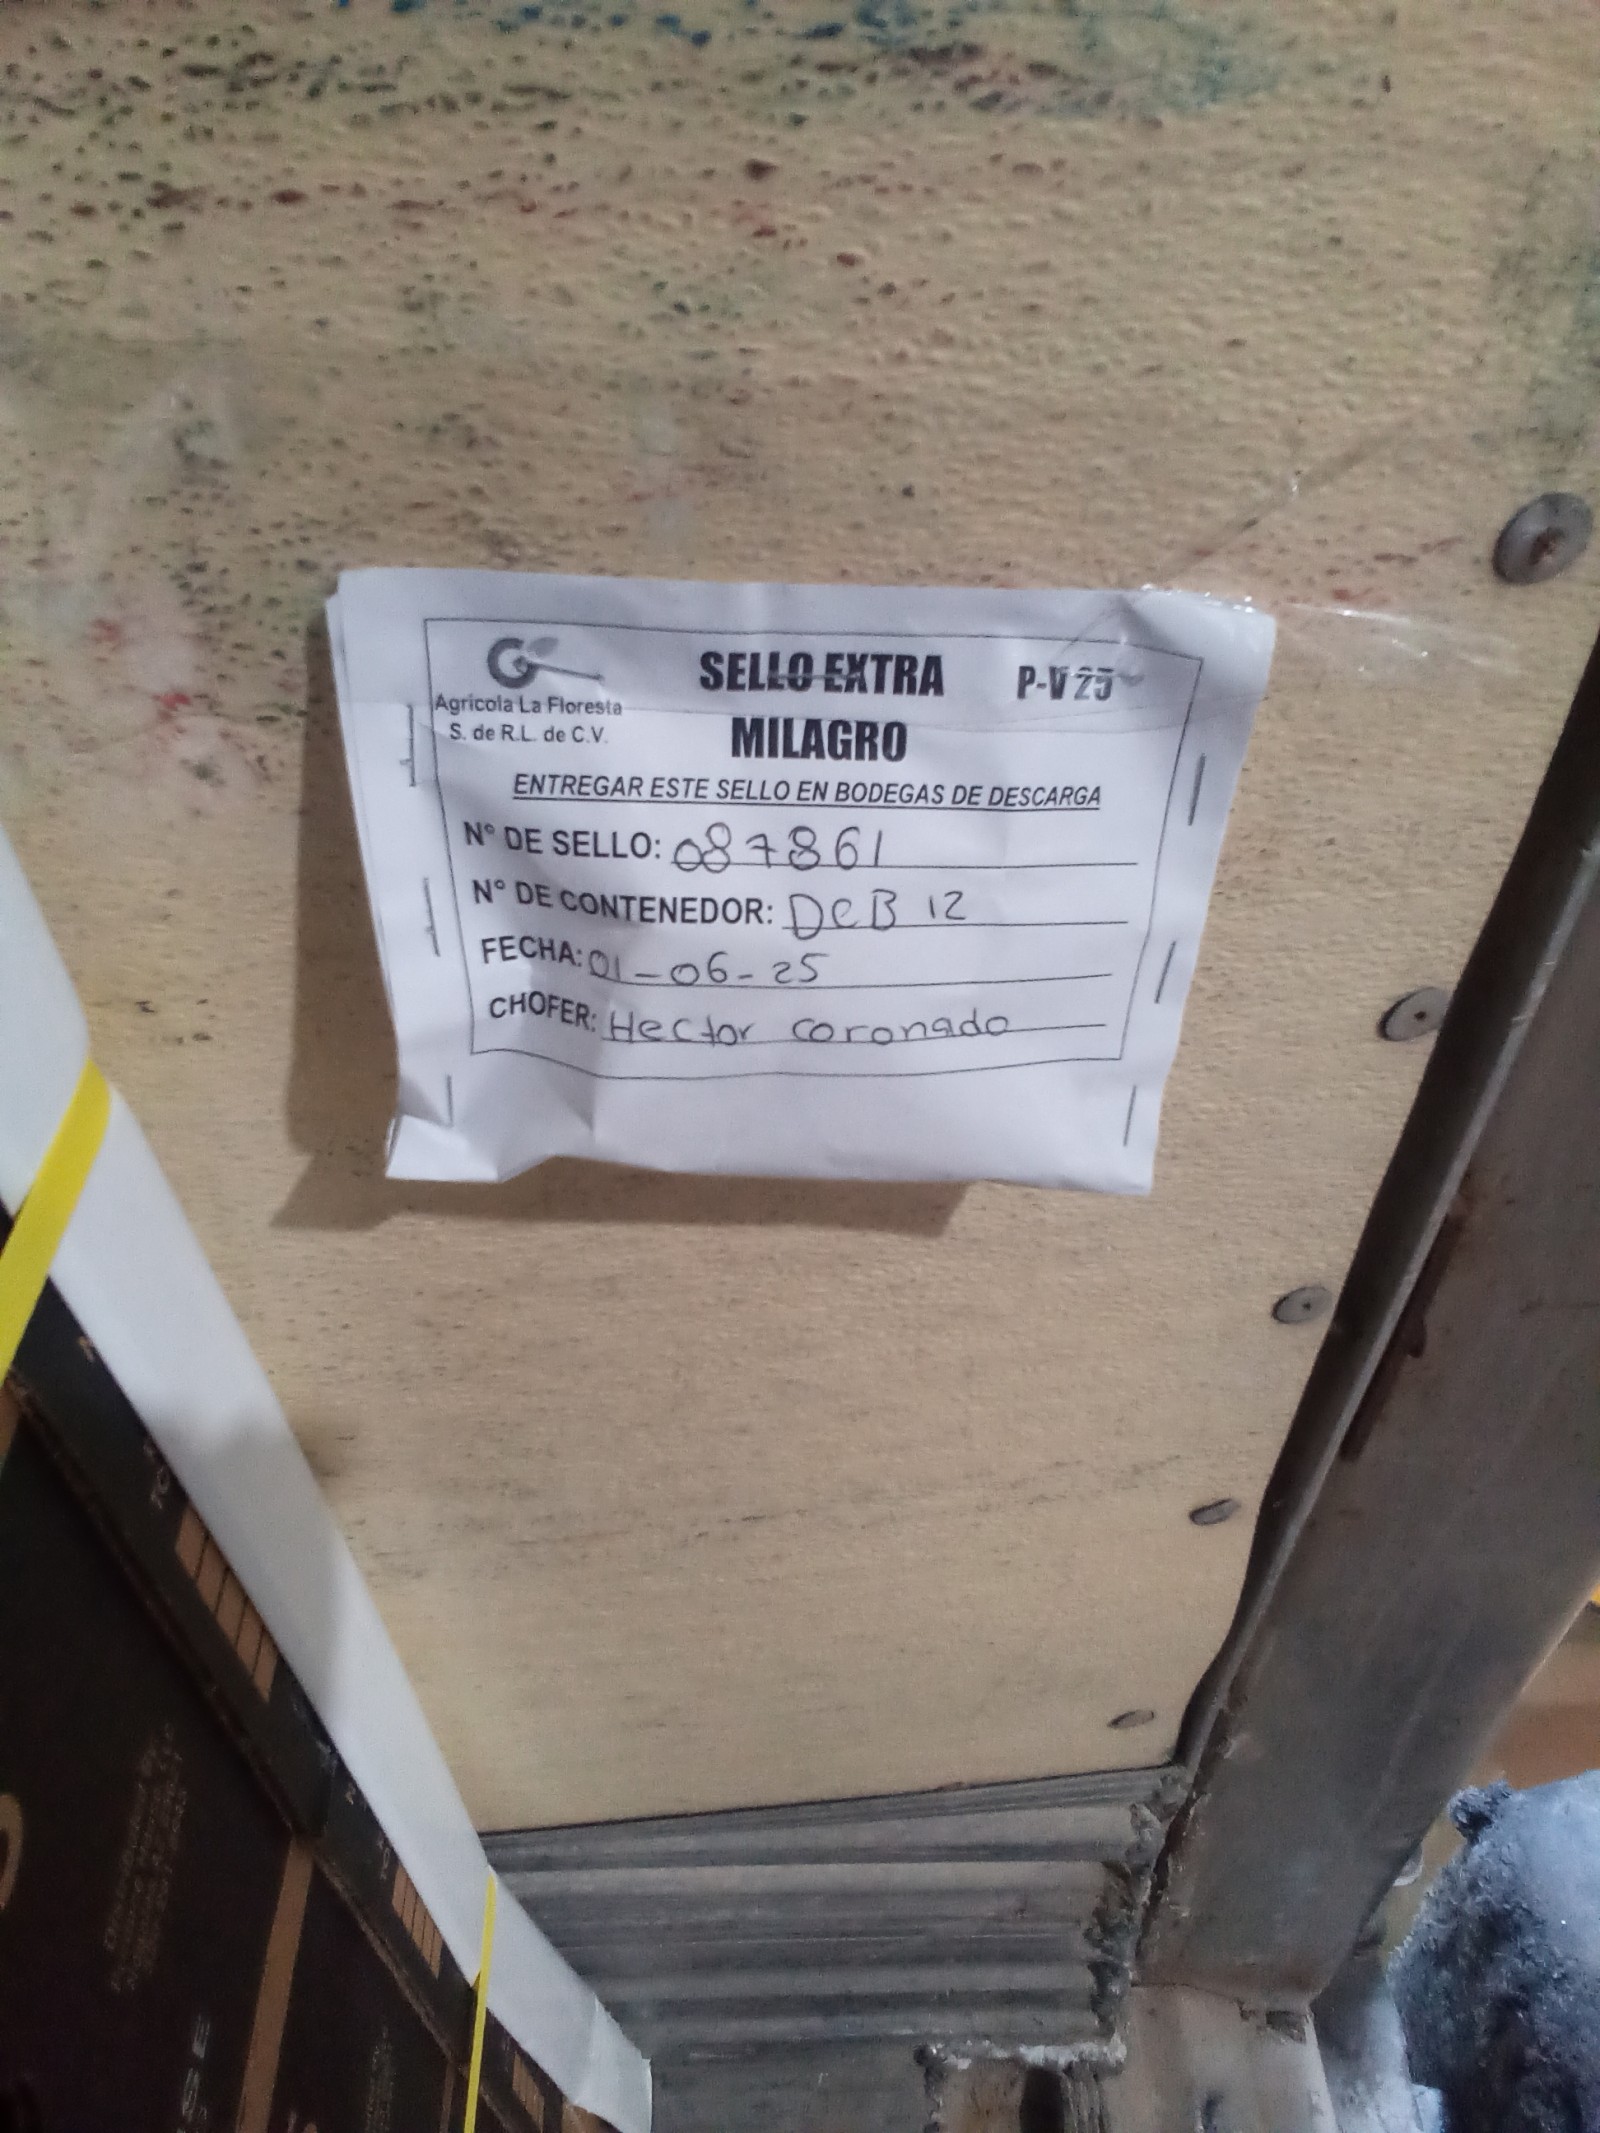 SELLO EXTRA P-V 25
Agrícola La Floresta
S. de R.L. de C.V.
MILAGRO
ENTREGAR ESTE SELLO EN BODEGAS DE DESCARGA
N° DE SELLO: 087861
N° DE CONTENEDOR: DCB 12
FECHA: 01-06-25
CHOFER: Hector coronado